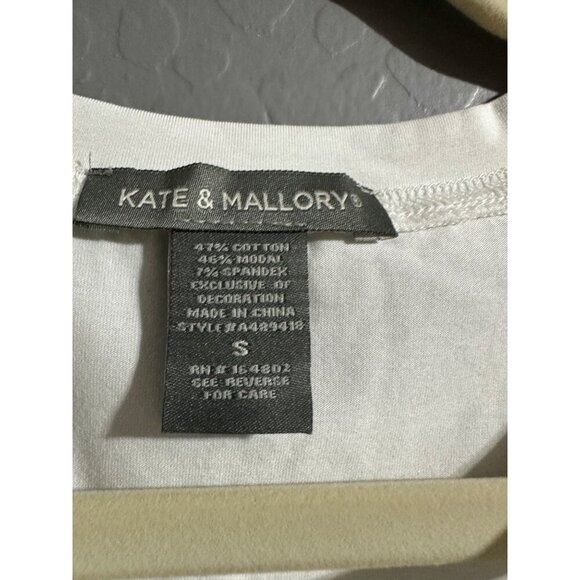 KATE & MALLORY®
47% COTTON
46% MODAL
7% SPANDEX
EXCLUSIVE OF
DECORATION
MADE IN CHINA
STYLE#A489418
S
RN # 164802
SEE REVERSE
FOR CARE